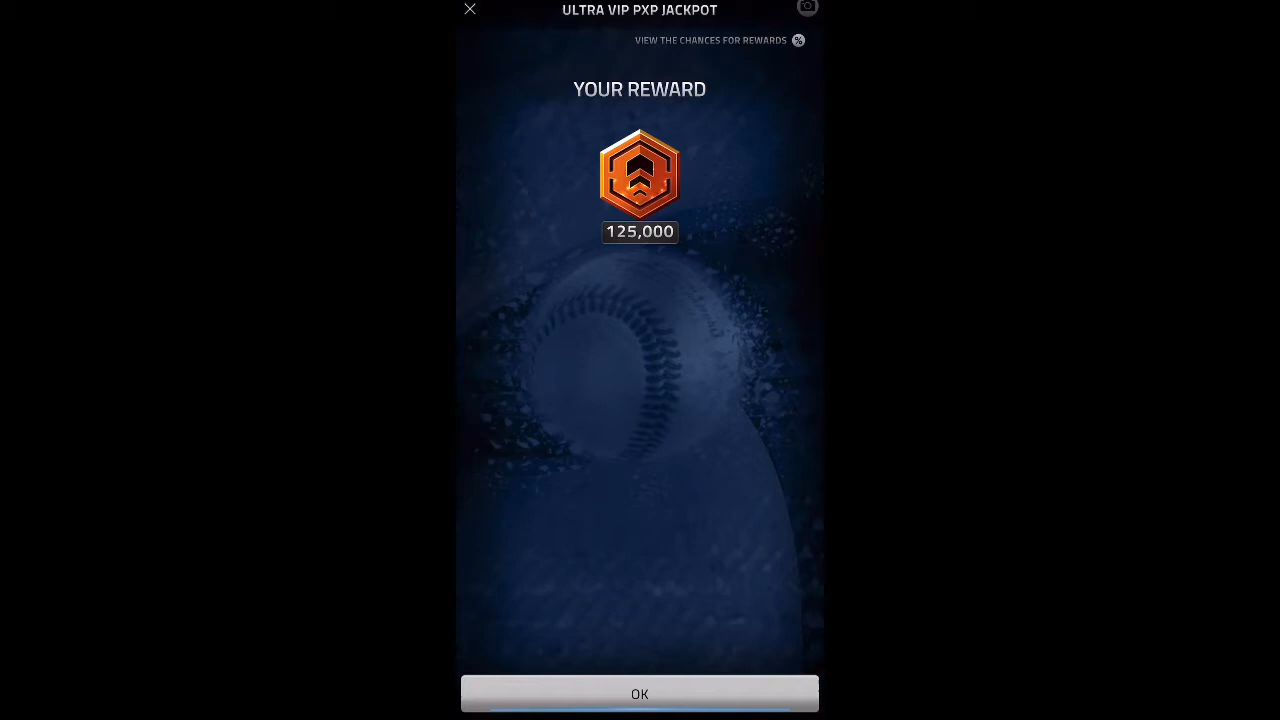 ULTRA VIP PXP JACKPOT
VIEW THE CHANCES FOR REWARDS %
YOUR REWARD
125,000
OK